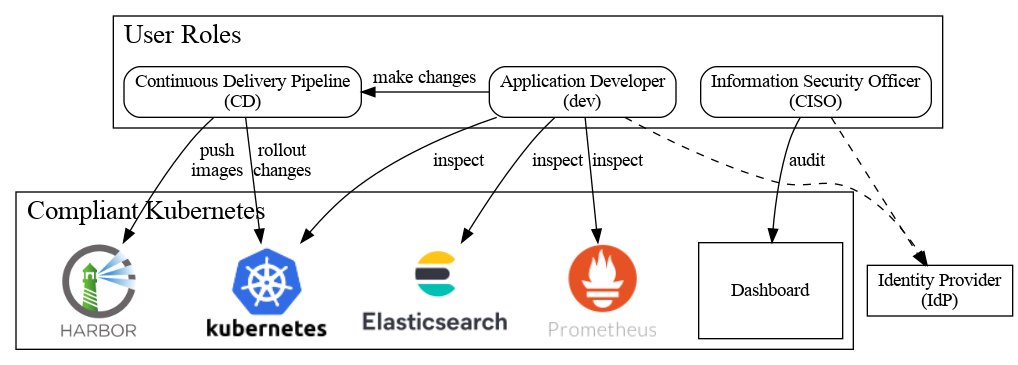 User Roles
Continuous Delivery Pipeline
(CD)
make changes
Application Developer
(dev)
Information Security Officer
(CISO)
push
images
rollout
changes
inspect
inspect
inspect
audit
Compliant Kubernetes
HARBOR
kubernetes
Elasticsearch
Prometheus
Dashboard
Identity Provider
(IdP)